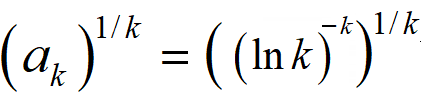 (a_k)^{1/k} = ((ln k)^{-k})^{1/k}